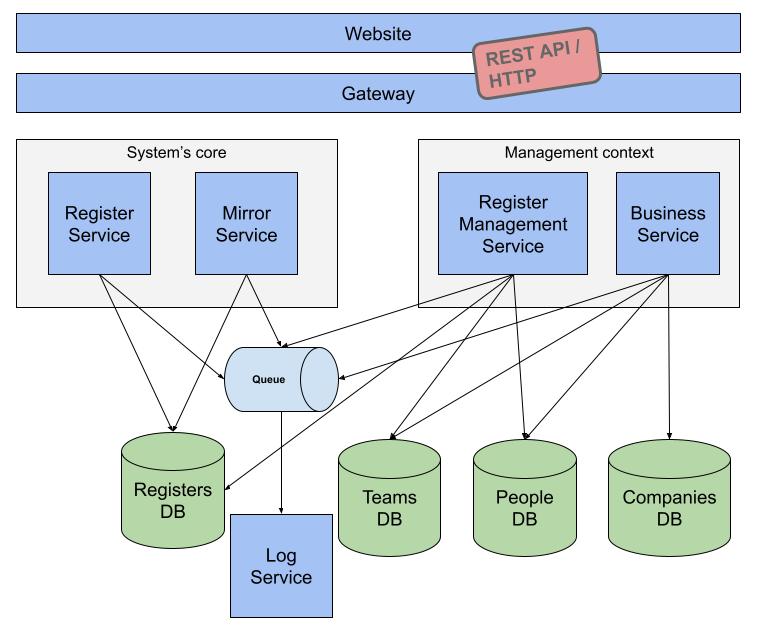 Website
REST API /
HTTP
Gateway
System's core
Management context
Register
Service
Mirror
Service
Register
Management
Service
Business
Service
Queue
Registers
DB
Teams
DB
People
DB
Companies
DB
Log
Service